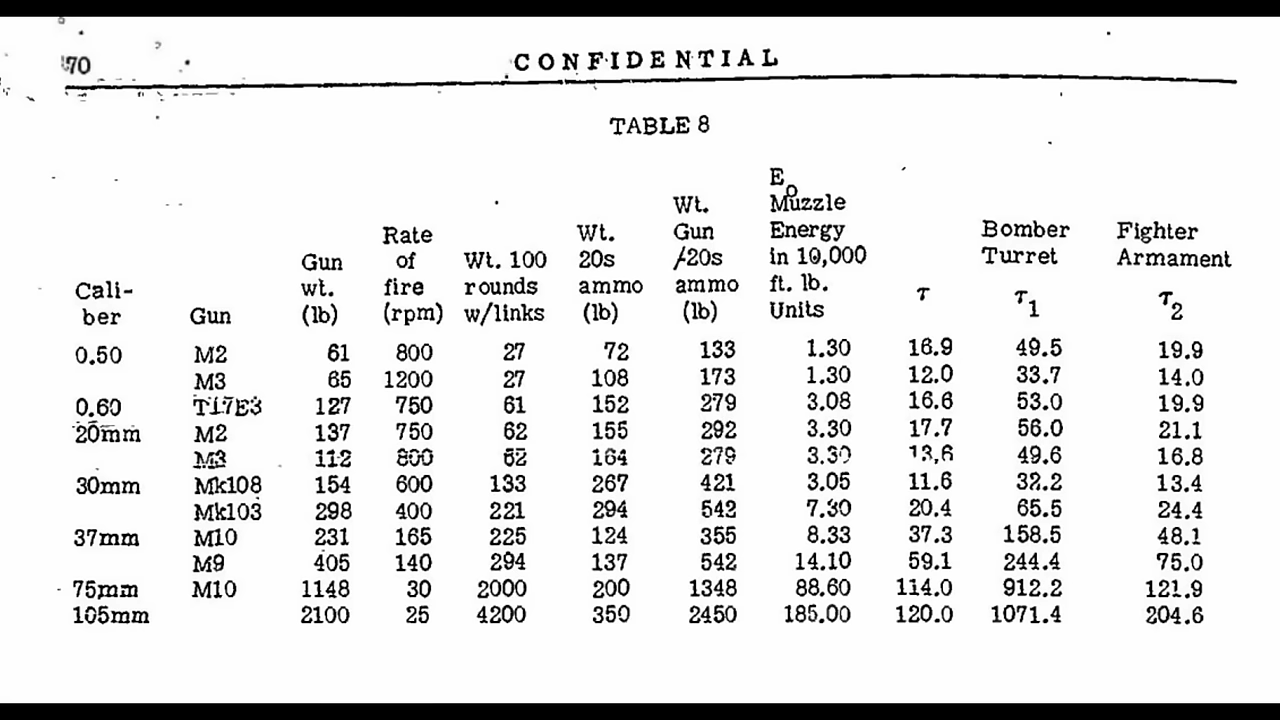 70
CONFIDENTIAL
TABLE 8
Cali-ber Gun Gun wt. (lb) Rate of fire (rpm) Wt. 100 rounds w/links Wt. 20s ammo (lb) Wt. Gun /20s ammo (lb) Eo Muzzle Energy in 10,000 ft. lb. Units τ Bomber Turret τ1 Fighter Armament τ2
0.50 M2 61 800 27 72 133 1.30 16.9 49.5 19.9
M3 65 1200 27 108 173 1.30 12.0 33.7 14.0
0.60 T17E3 127 750 61 152 279 3.08 16.6 53.0 19.9
20mm M2 137 750 62 155 292 3.30 17.7 56.0 21.1
M3 112 800 62 164 279 3.30 13,6 49.6 16.8
30mm Mk108 154 600 133 267 421 3.05 11.6 32.2 13.4
Mk103 298 400 221 294 542 7.30 20.4 65.5 24.4
37mm M10 231 165 225 124 355 8.33 37.3 158.5 48.1
M9 405 140 294 137 542 14.10 59.1 244.4 75.0
75mm M10 1148 30 2000 200 1348 88.60 114.0 912.2 121.9
105mm 2100 25 4200 350 2450 185.00 120.0 1071.4 204.6